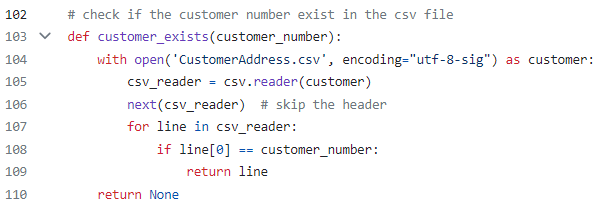 102 # check if the customer number exist in the csv file
103 def customer_exists(customer_number):
104     with open('CustomerAddress.csv', encoding="utf-8-sig") as customer:
105         csv_reader = csv.reader(customer)
106         next(csv_reader)  # skip the header
107         for line in csv_reader:
108             if line[0] == customer_number:
109                 return line
110     return None